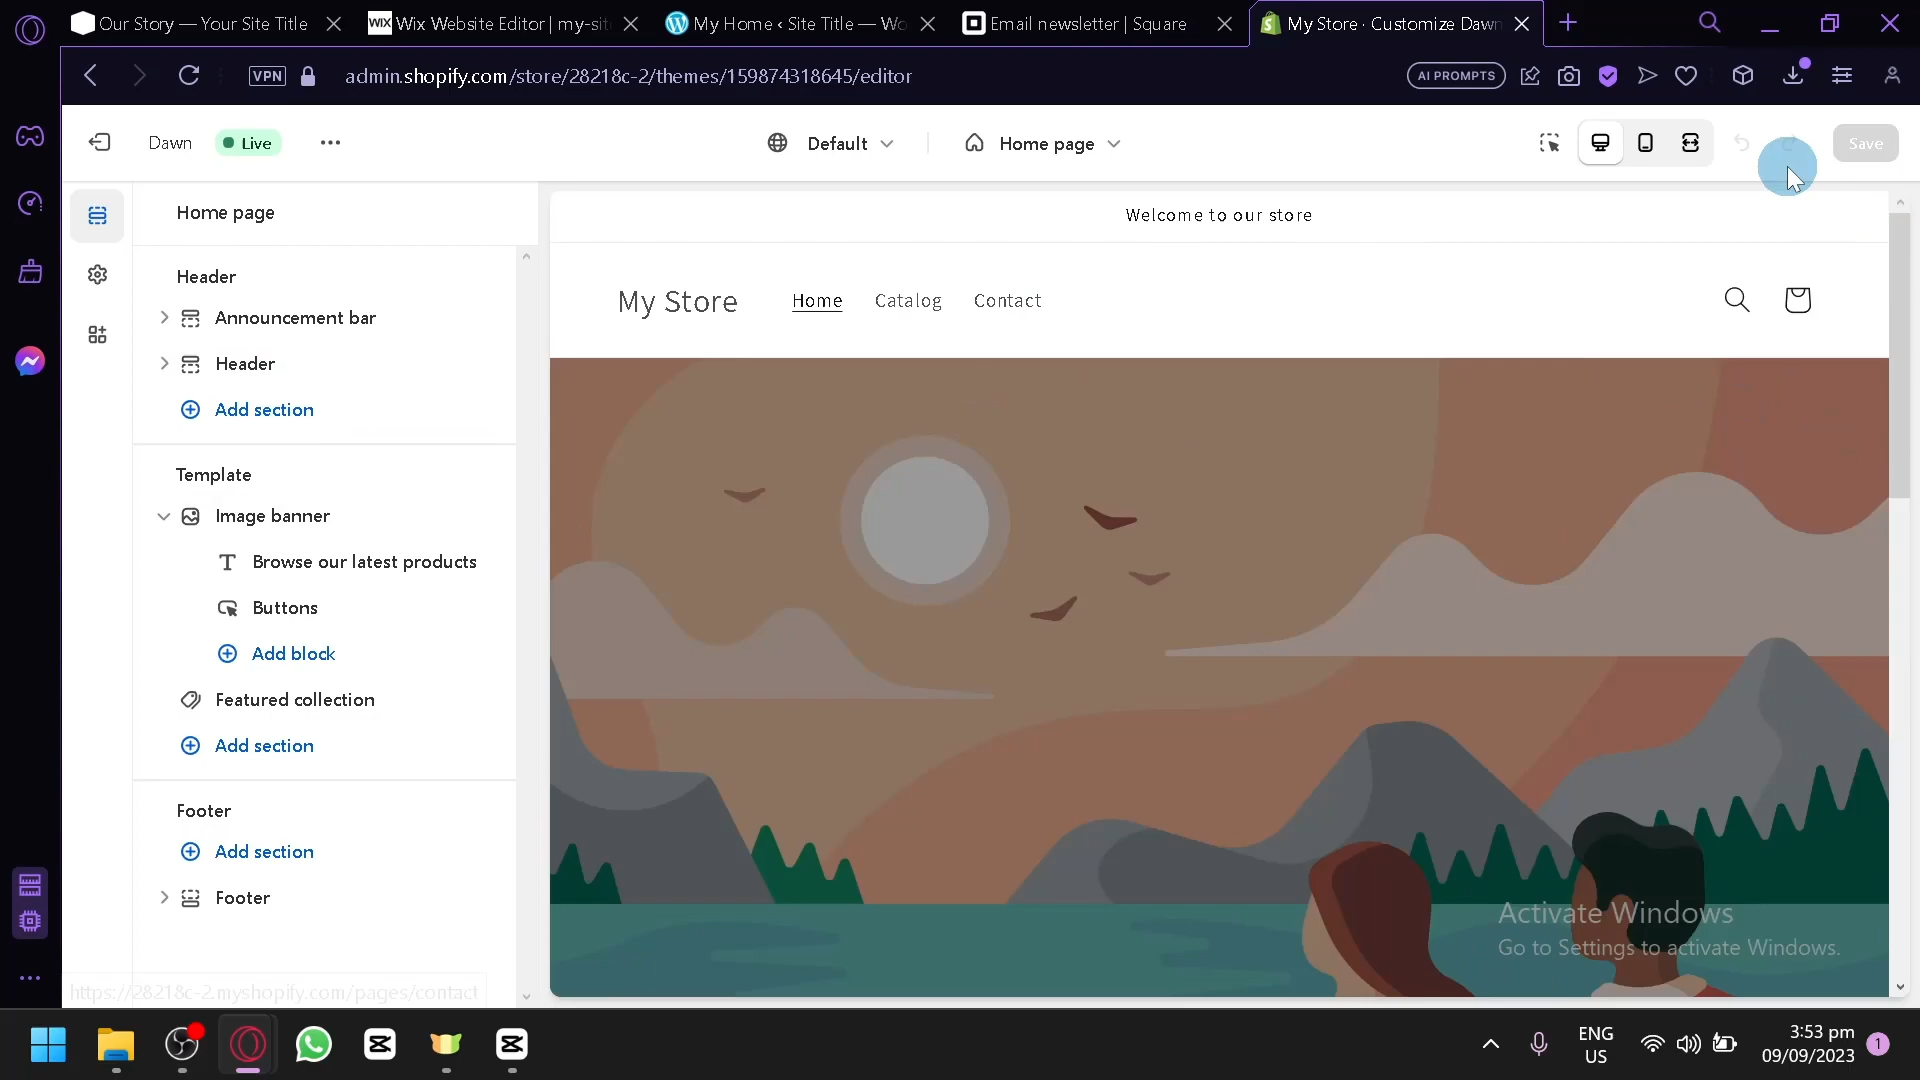 Our Story — Your Site Title
WIX Wix Website Editor | my-sit
My Home ‹ Site Title — Wo
Email newsletter | Square
My Store · Customize Dawn
VPN
admin.shopify.com/store/28218c-2/themes/159874318645/editor
AI PROMPTS
Dawn
Live
Default
Home page
Save
Home page
Header
Announcement bar
Header
Add section
Template
Image banner
Browse our latest products
Buttons
Add block
Featured collection
Add section
Footer
Add section
Footer
https://28218c-2.myshopify.com/pages/contact
Welcome to our store
My Store
Home
Catalog
Contact
Activate Windows
Go to Settings to activate Windows.
ENG
US
3:53 pm
09/09/2023
1